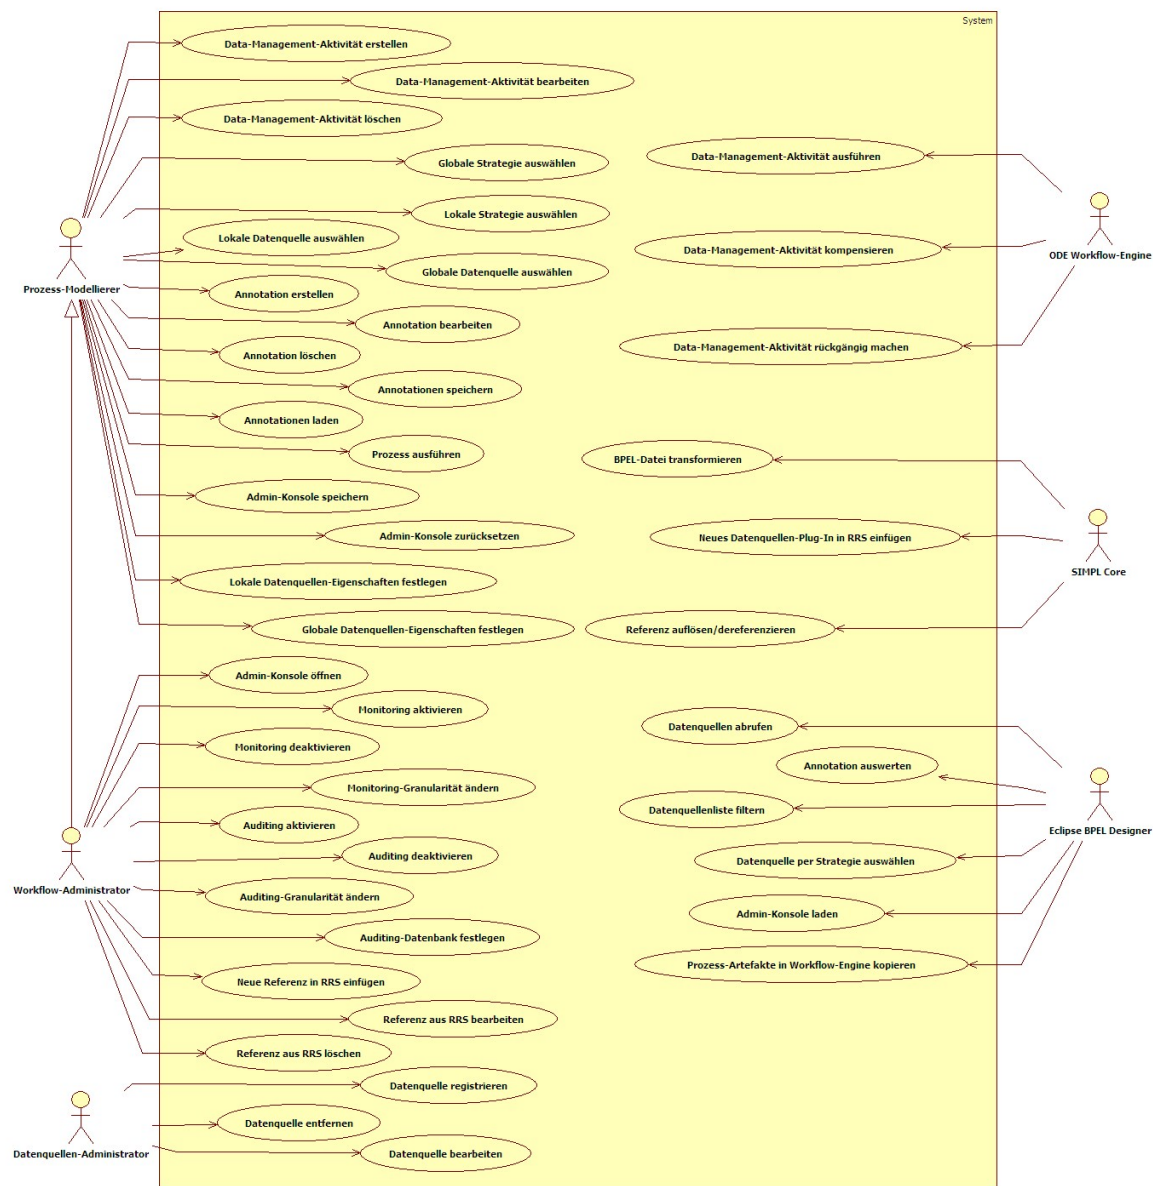 System
Data-Management-Aktivität erstellen
Data-Management-Aktivität bearbeiten
Data-Management-Aktivität löschen
Globale Strategie auswählen
Data-Management-Aktivität ausführen
Lokale Strategie auswählen
Lokale Datenquelle auswählen
Data-Management-Aktivität kompensieren
ODE Workflow-Engine
Globale Datenquelle auswählen
Prozess-Modellierer
Annotation erstellen
Annotation bearbeiten
Data-Management-Aktivität rückgängig machen
Annotation löschen
Annotationen speichern
Annotationen laden
Prozess ausführen
BPEL-Datei transformieren
Admin-Konsole speichern
Admin-Konsole zurücksetzen
Neues Datenquellen-Plug-In in RRS einfügen
SIMPL Core
Lokale Datenquellen-Eigenschaften festlegen
Globale Datenquellen-Eigenschaften festlegen
Referenz auflösen/dereferenzieren
Admin-Konsole öffnen
Monitoring aktivieren
Datenquellen abrufen
Monitoring deaktivieren
Annotation auswerten
Monitoring-Granularität ändern
Datenquellenliste filtern
Auditing aktivieren
Eclipse BPEL Designer
Auditing deaktivieren
Datenquelle per Strategie auswählen
Workflow-Administrator
Auditing-Granularität ändern
Admin-Konsole laden
Auditing-Datenbank festlegen
Prozess-Artefakte in Workflow-Engine kopieren
Neue Referenz in RRS einfügen
Referenz aus RRS bearbeiten
Referenz aus RRS löschen
Datenquelle registrieren
Datenquelle entfernen
Datenquellen-Administrator
Datenquelle bearbeiten